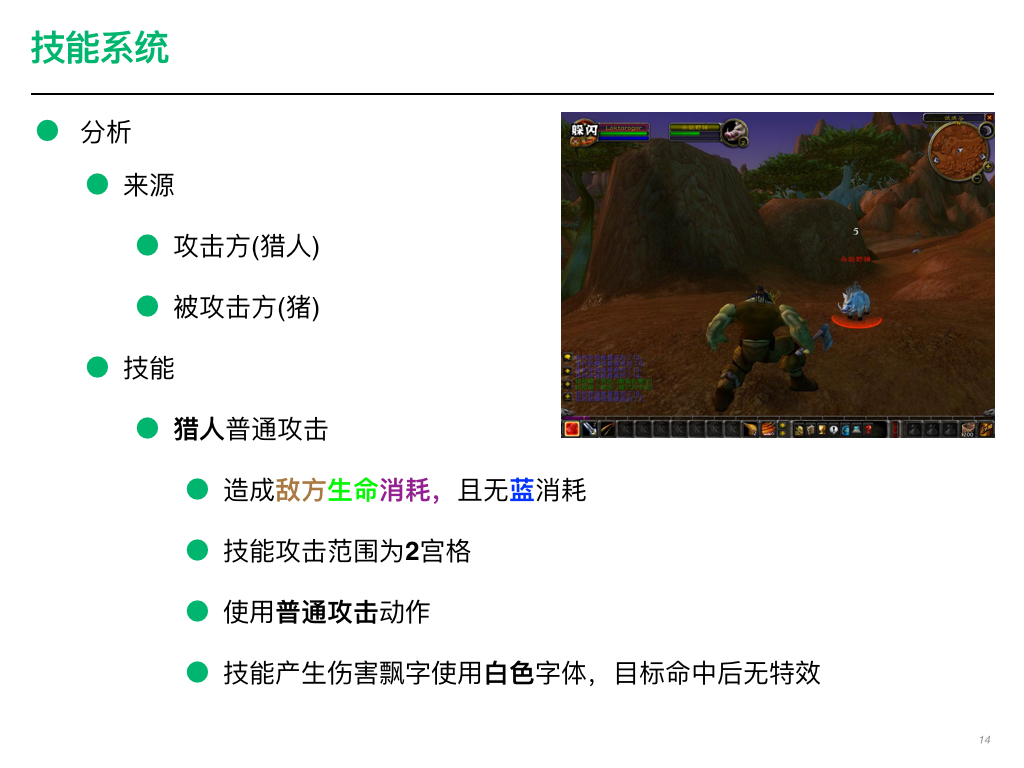 技能系统
分析
来源
攻击方(猎人)
被攻击方(猪)
技能
猎人普通攻击
造成敌方生命消耗，且无蓝消耗
技能攻击范围为2宫格
使用普通攻击动作
技能产生伤害飘字使用白色字体，目标命中后无特效
躲闪
Loktarogar
5
14